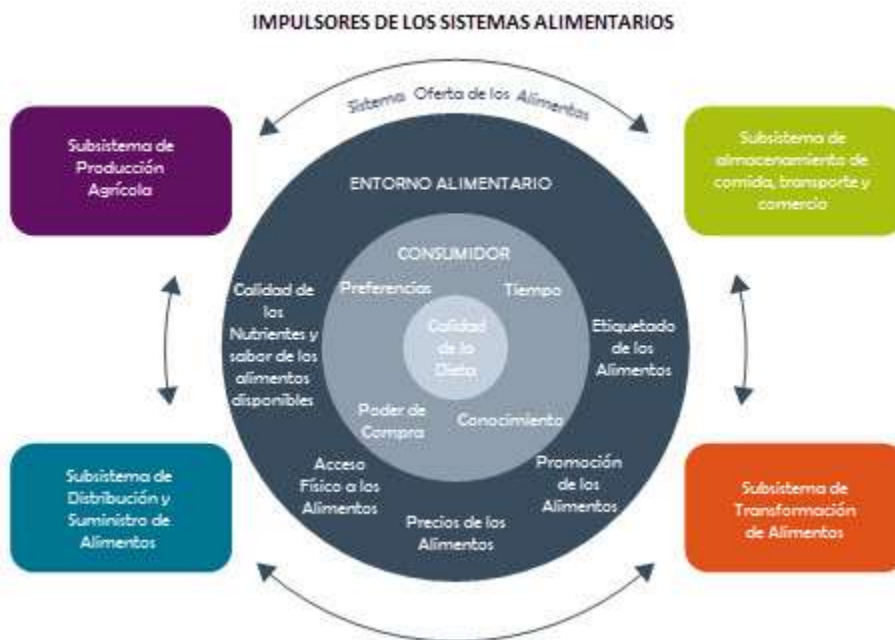 IMPULSORES DE LOS SISTEMAS ALIMENTARIOS
Sistema Oferta de los Alimentos
Subsistema de
Producción
Agrícola
Subsistema de
almacenamiento de
comida, transporte y
comercio
ENTORNO ALIMENTARIO
CONSUMIDOR
Preferencias
Tiempo
Calidad de
los
Nutrientes y
sabor de los
alimentos
disponibles
Calidad
de la
Dieta
Etiquetado
de los
Alimentos
Poder de
Compra
Conocimiento
Acceso
Físico a los
Alimentos
Precios de los
Alimentos
Promoción
de los
Alimentos
Subsistema de
Distribución y
Suministro de
Alimentos
Subsistema de
Transformación
de Alimentos